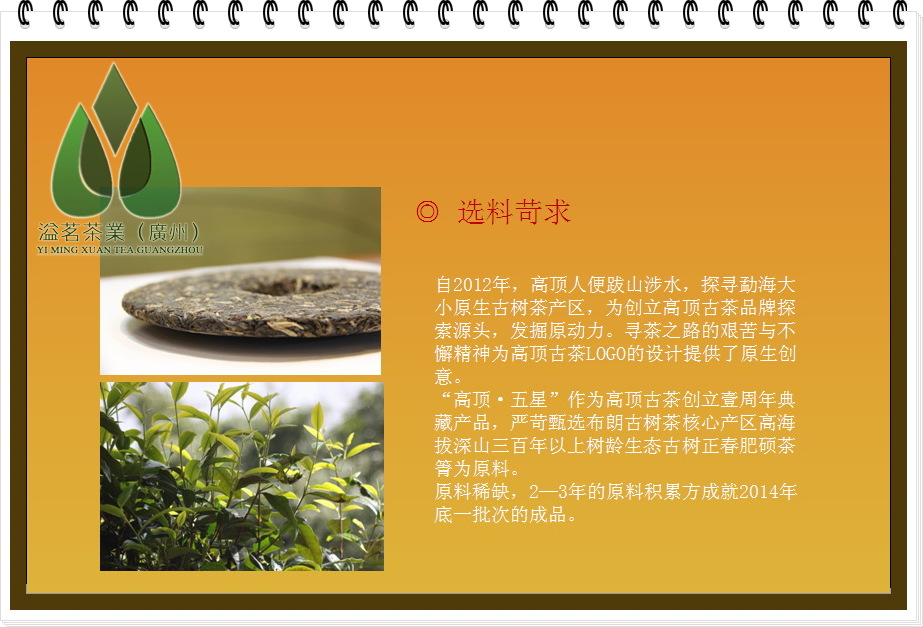 溢茗茶業（廣州）
YI MING XUAN TEA.GUANGZHOU
◎ 选料苛求
自2012年，高顶人便跋山涉水，探寻勐海大
小原生古树茶产区，为创立高顶古茶品牌探
索源头，发掘原动力。寻茶之路的艰苦与不
懈精神为高顶古茶LOGO的设计提供了原生创
意。
“高顶·五星”作为高顶古茶创立壹周年典
藏产品，严苛甄选布朗古树茶核心产区高海
拔深山三百年以上树龄生态古树正春肥硕茶
箐为原料。
原料稀缺，2—3年的原料积累方成就2014年
底一批次的成品。